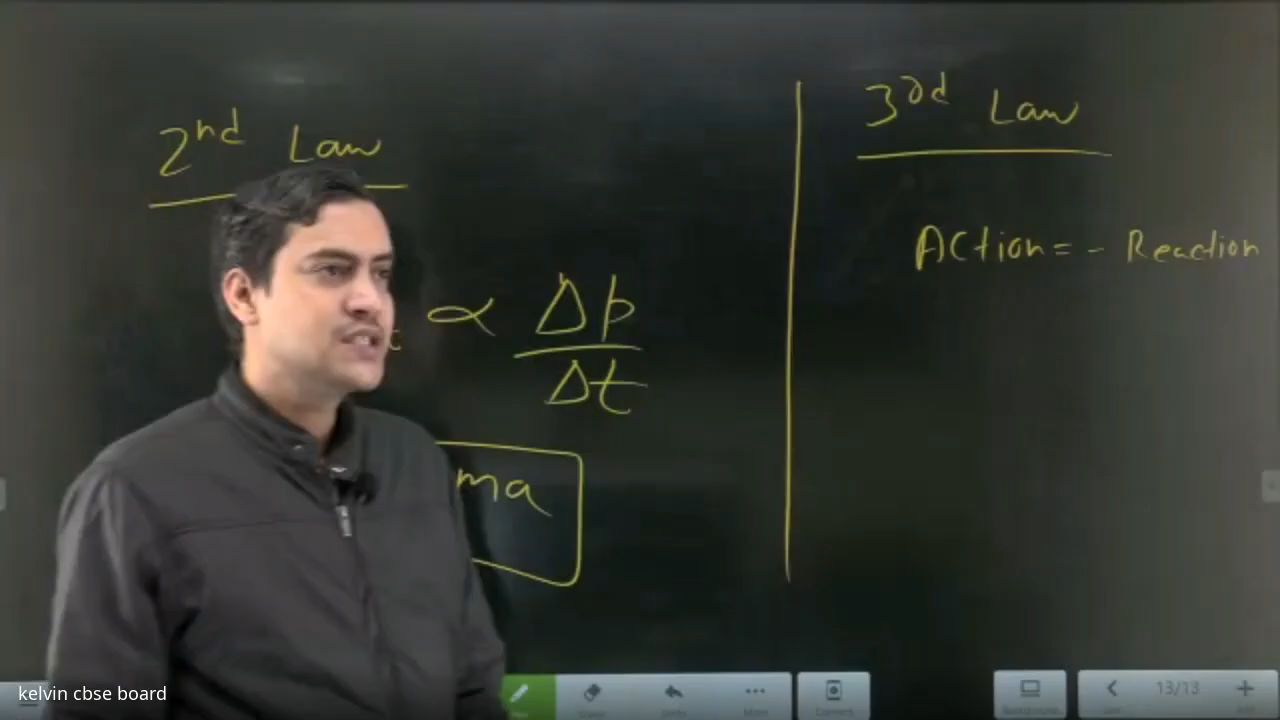 2nd Law
∝ Δp
Δt
ma
3rd Law
Action = - Reaction
13/13
kelvin cbse board